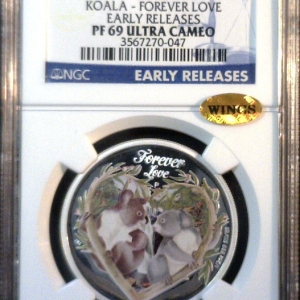 KOALA - FOREVER LOVE
EARLY RELEASES
PF 69 ULTRA CAMEO
3567270-047
NGC
EARLY RELEASES
WINGS
Forever
Love
P